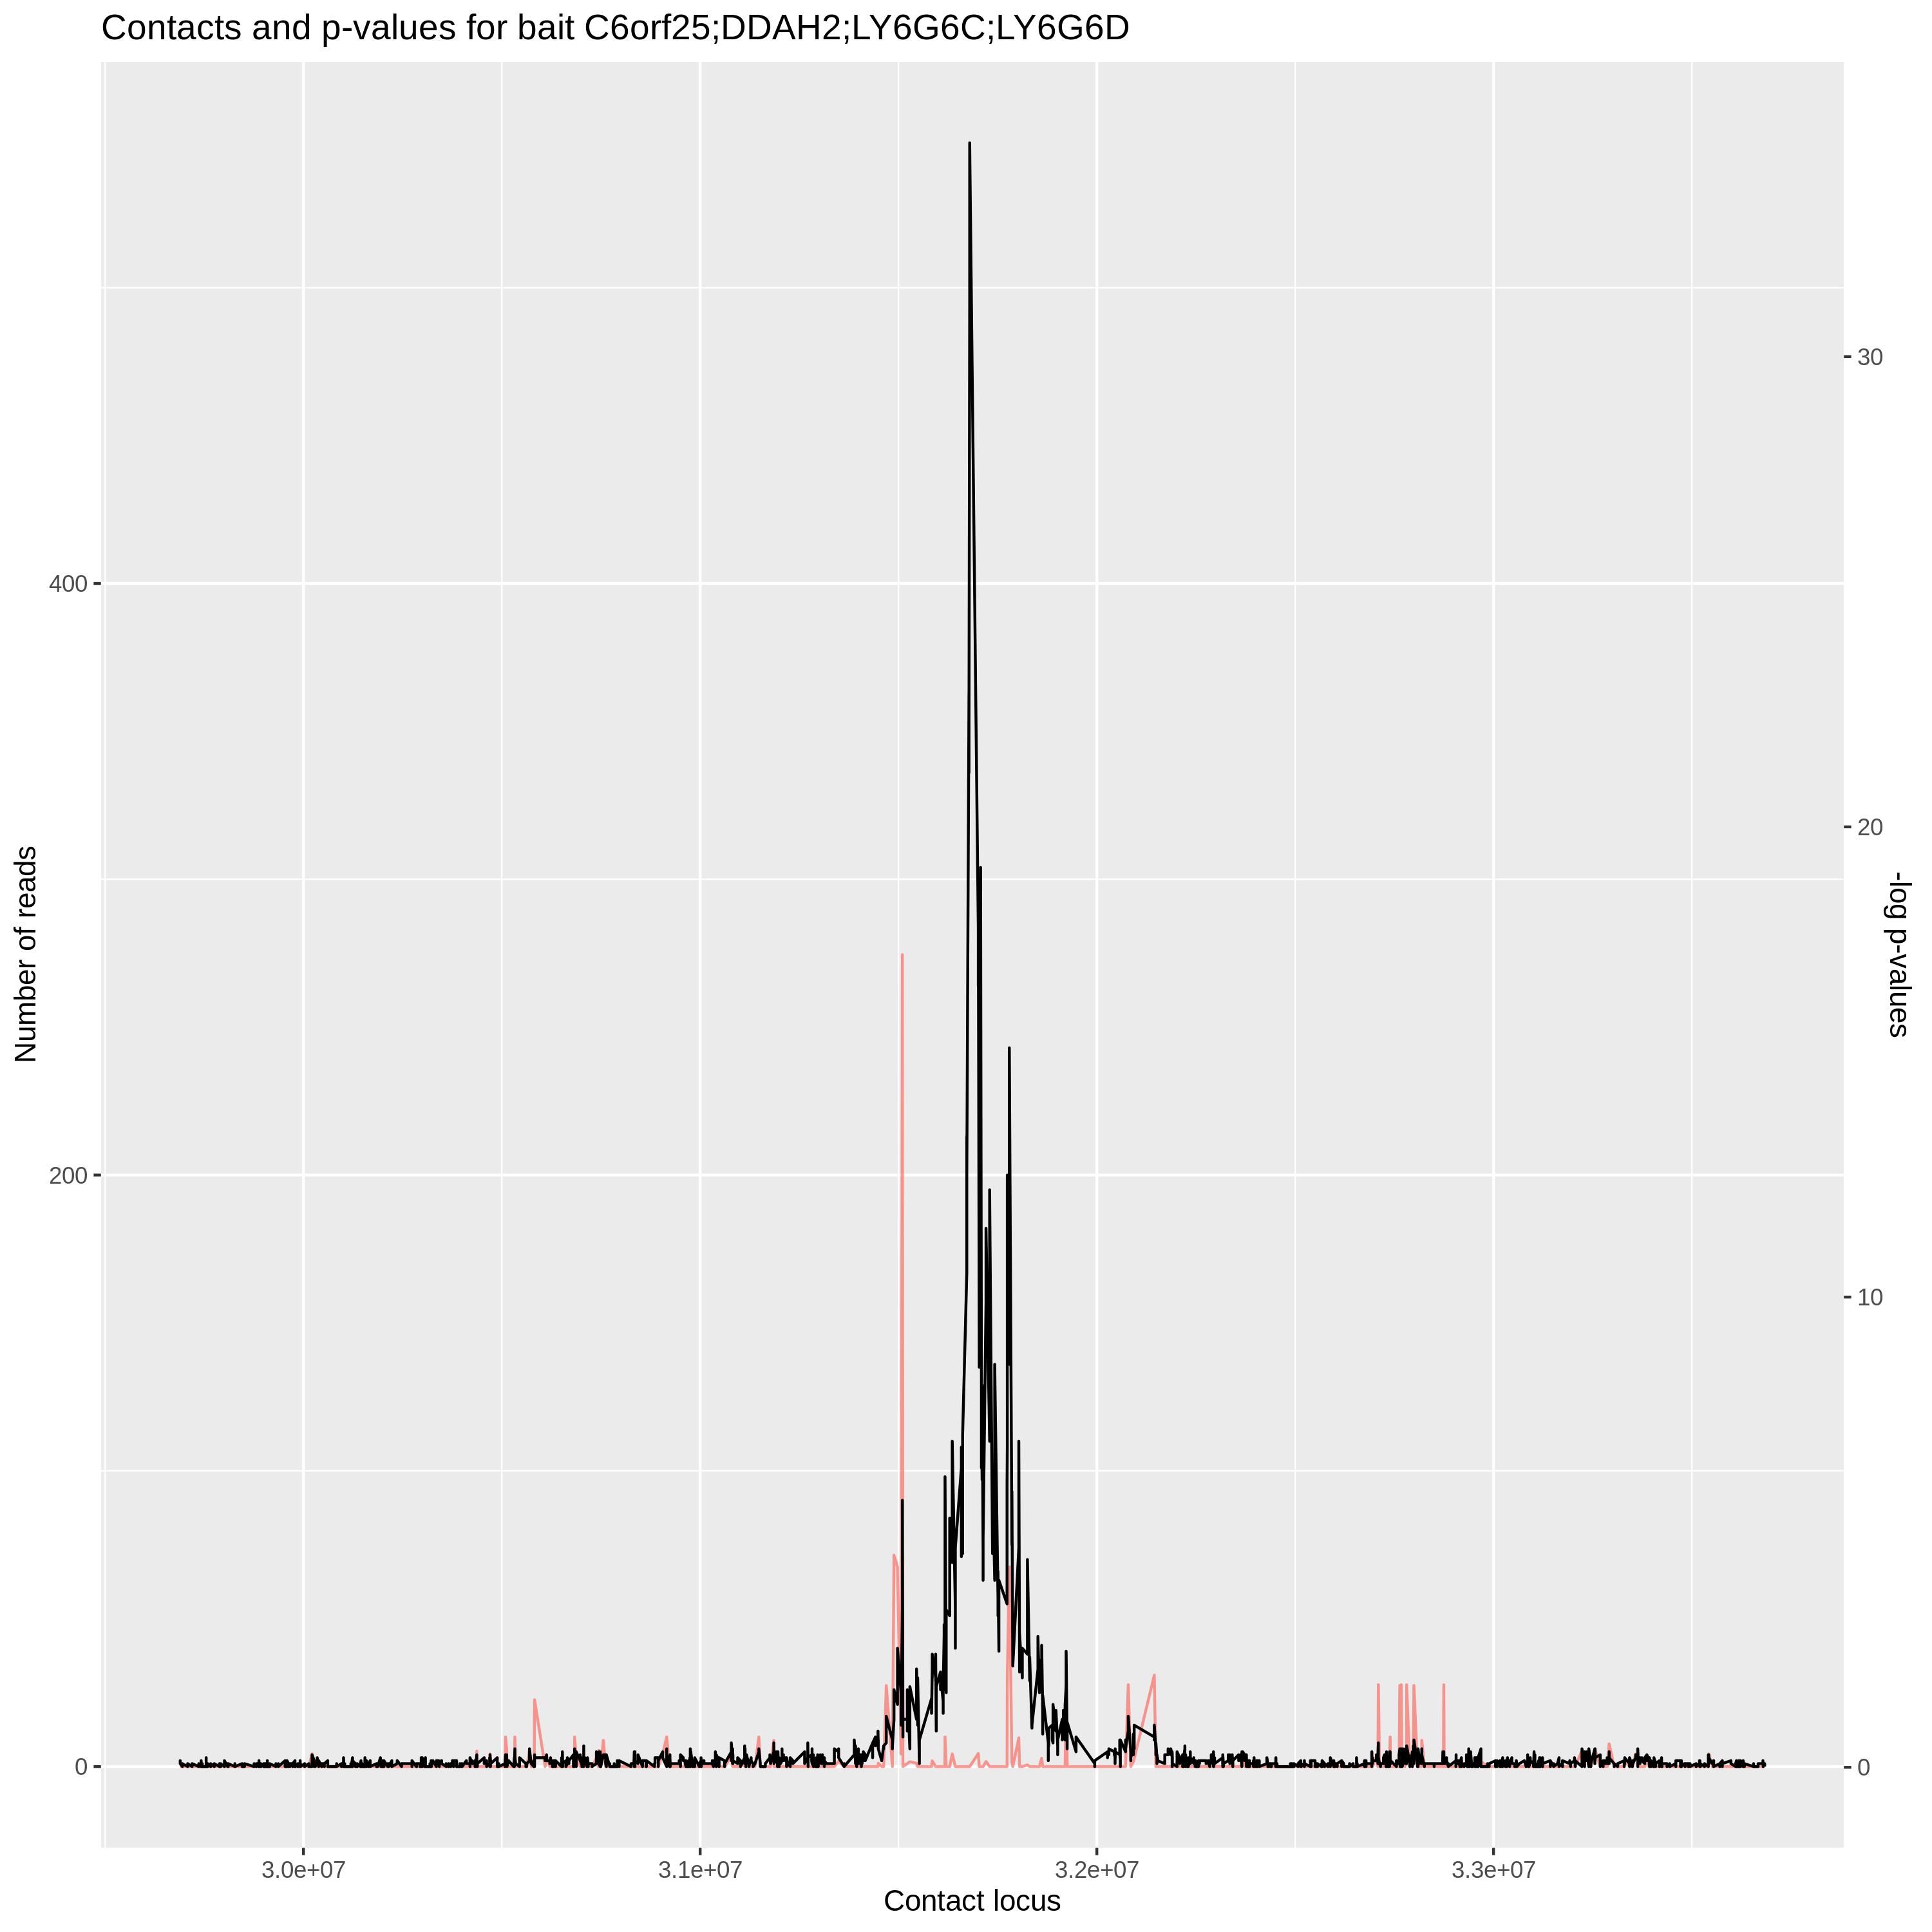 Contacts and p-values for bait C6orf25;DDAH2;LY6G6C;LY6G6D
Number of reads
400
200
0
30
20
10
0
-log p-values
3.0e+07
3.1e+07
3.2e+07
3.3e+07
Contact locus